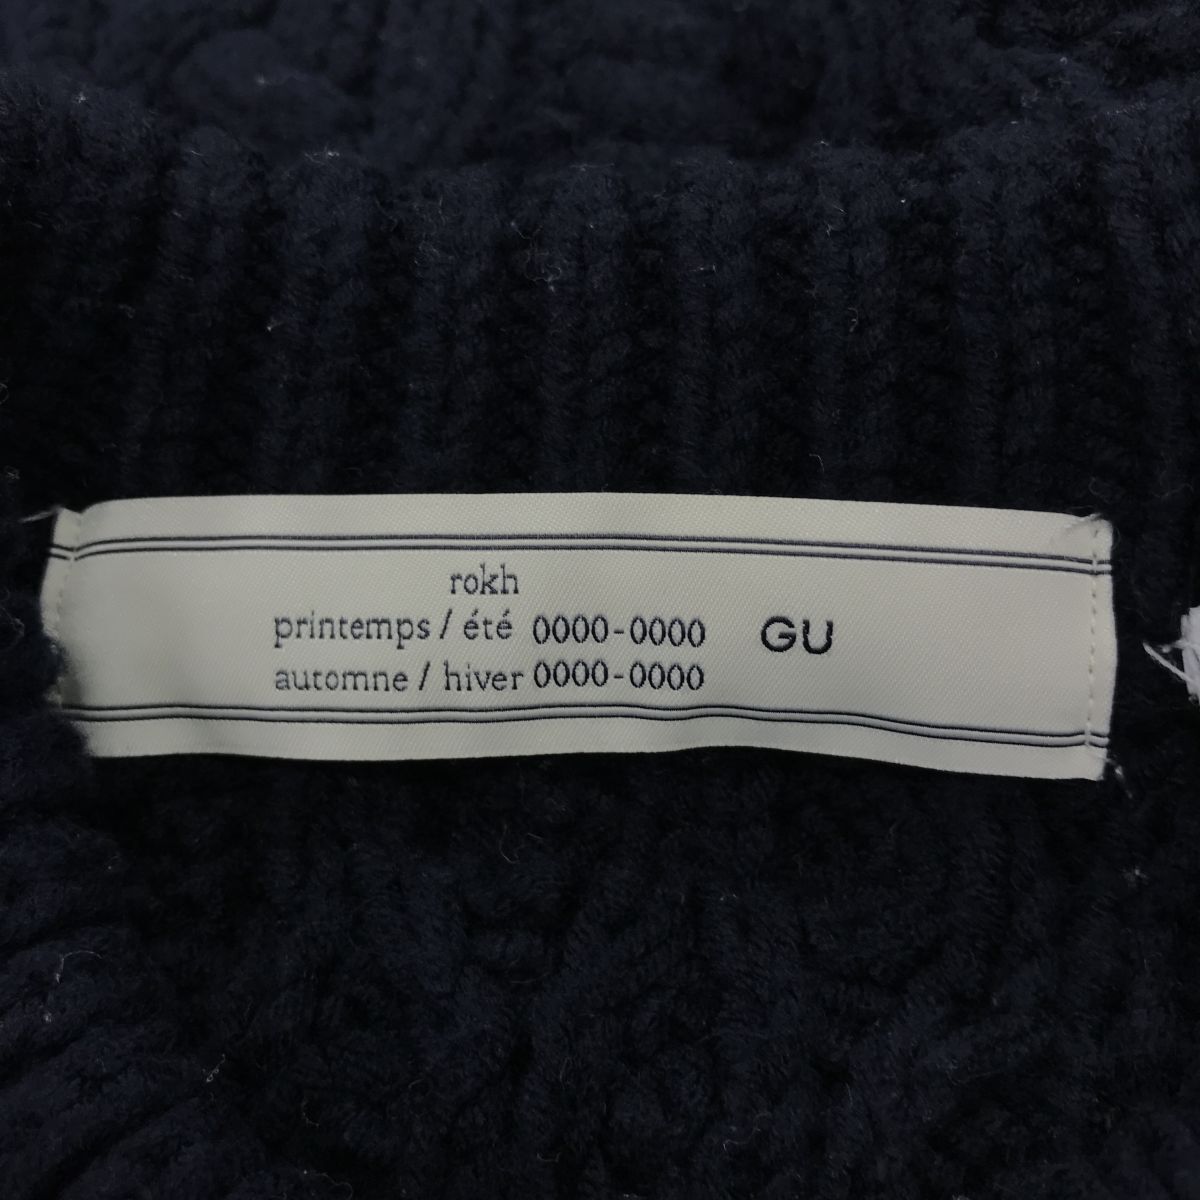 rokh
printemps / été 0000-0000 GU
automne / hiver 0000-0000